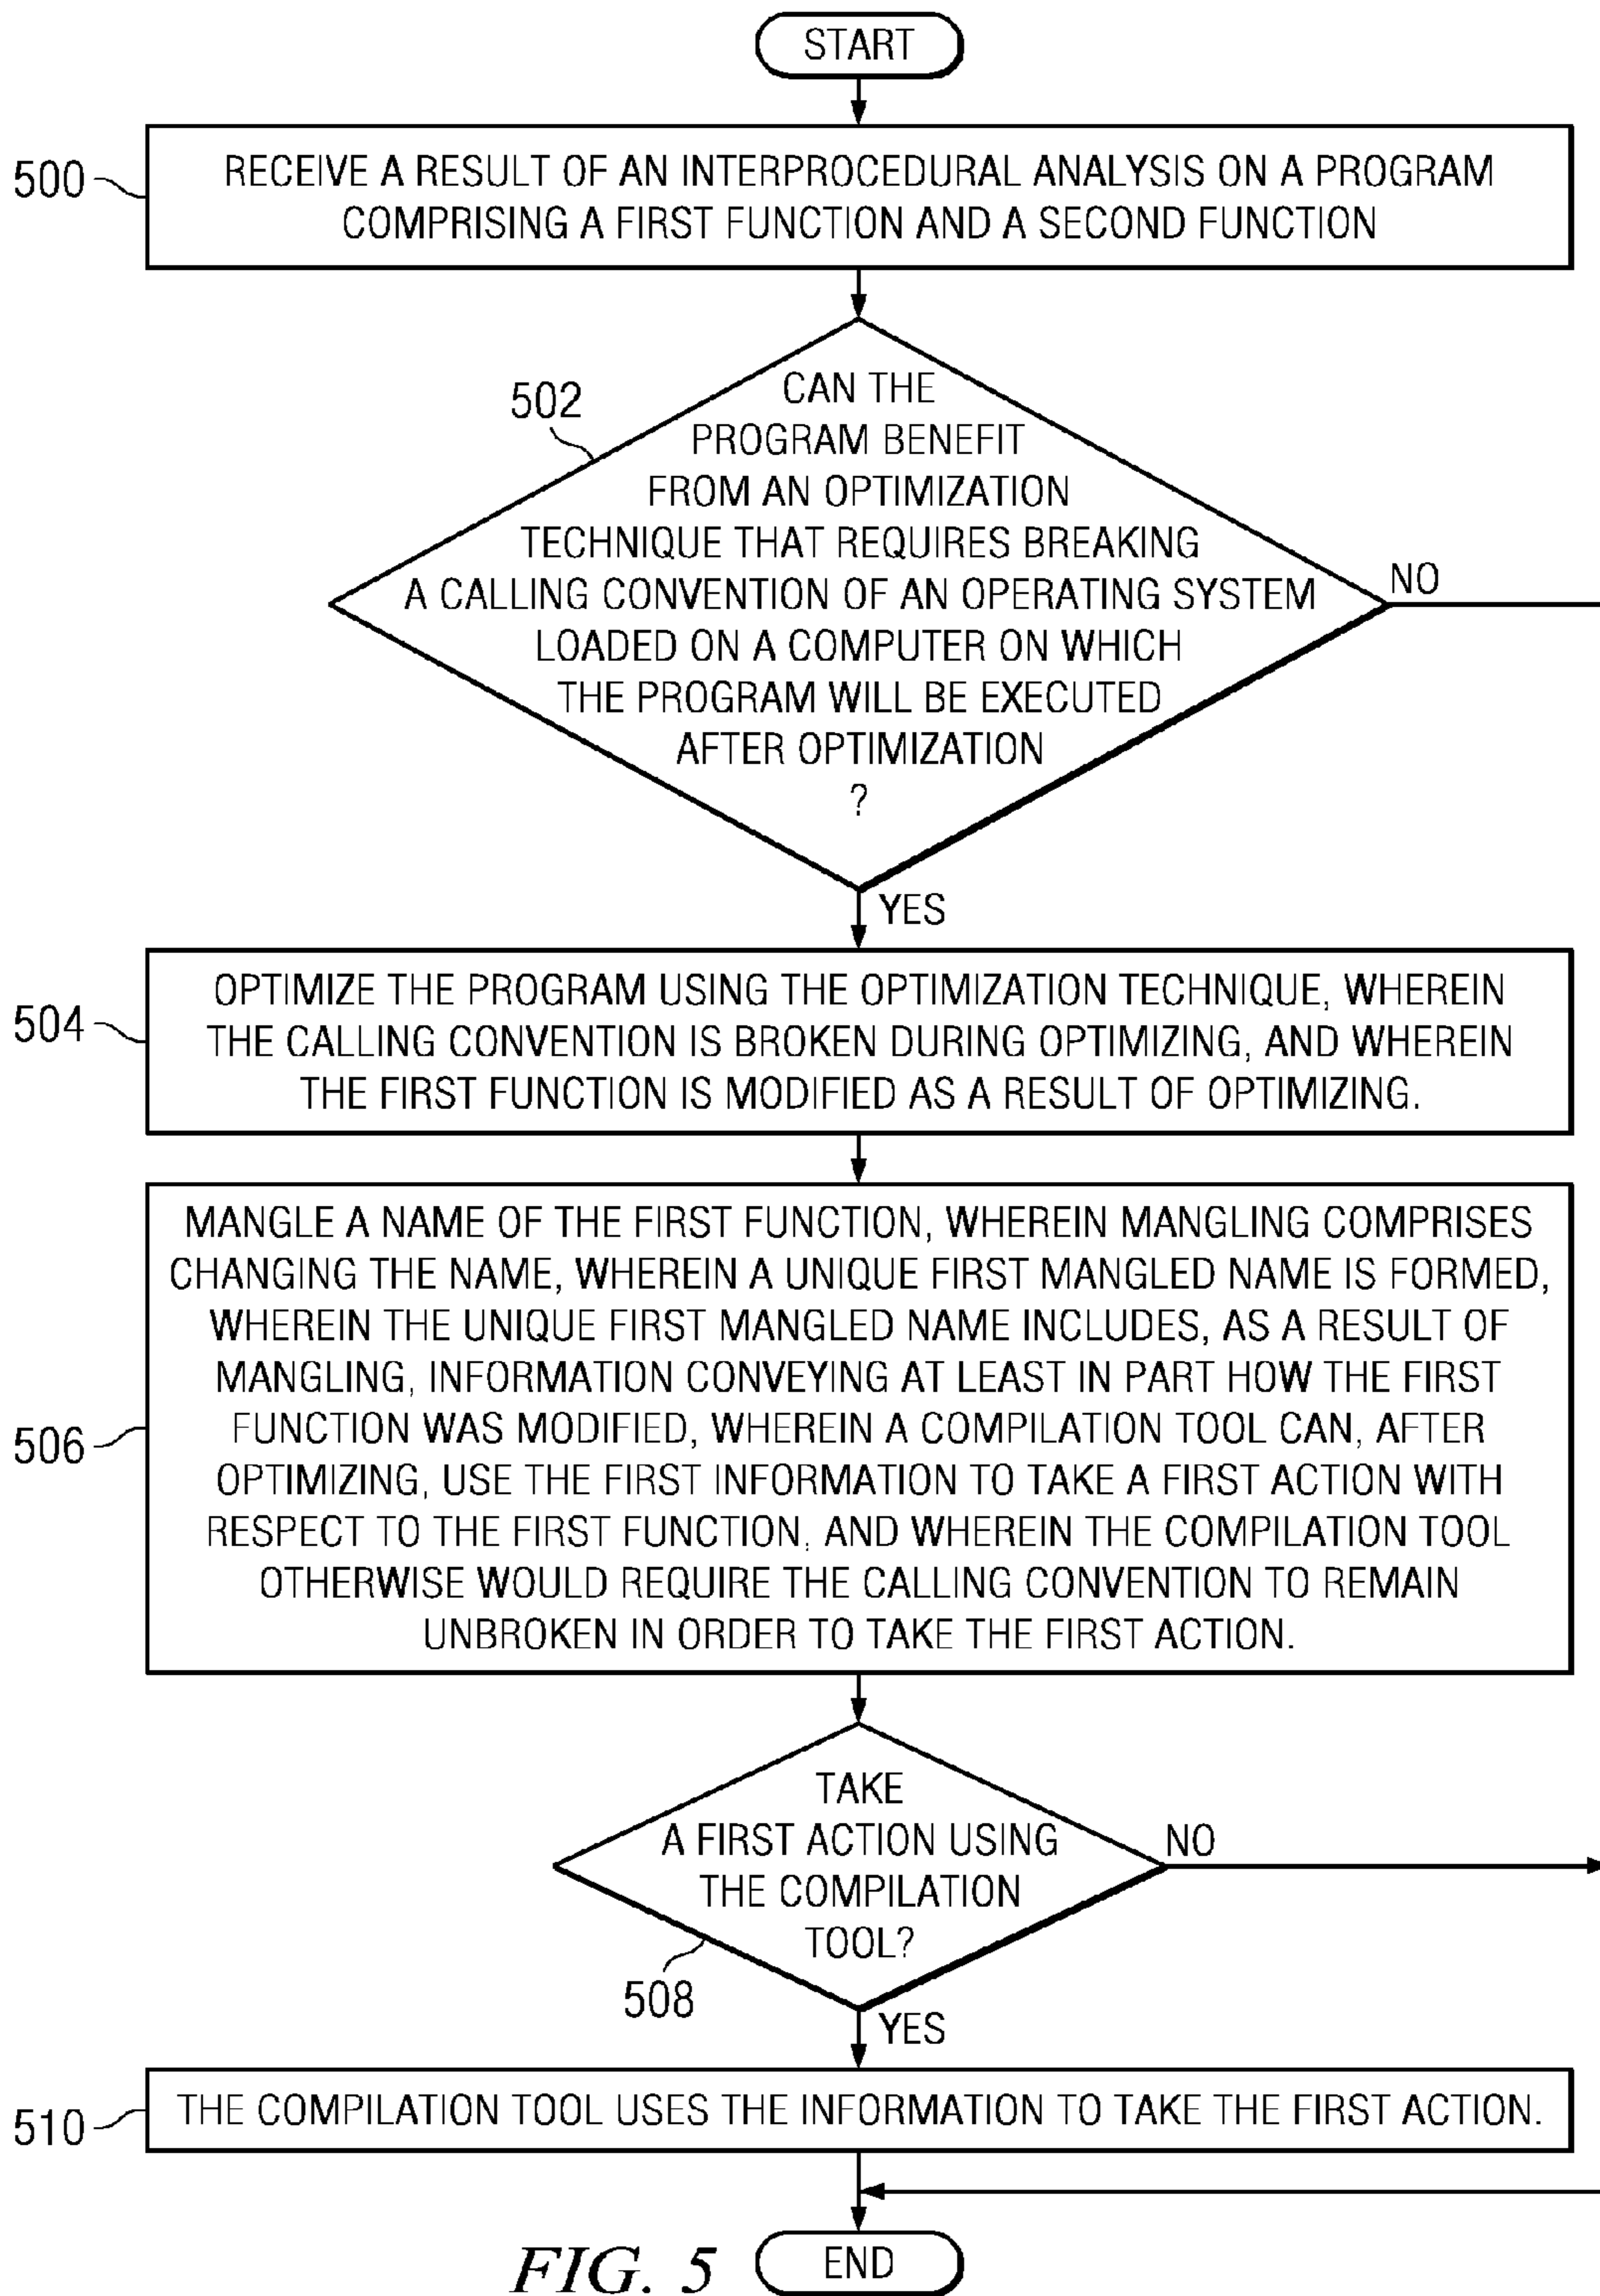 START
500
RECEIVE A RESULT OF AN INTERPROCEDURAL ANALYSIS ON A PROGRAM
COMPRISING A FIRST FUNCTION AND A SECOND FUNCTION
502
CAN THE
PROGRAM BENEFIT
FROM AN OPTIMIZATION
TECHNIQUE THAT REQUIRES BREAKING
A CALLING CONVENTION OF AN OPERATING SYSTEM
LOADED ON A COMPUTER ON WHICH
THE PROGRAM WILL BE EXECUTED
AFTER OPTIMIZATION
?
NO
YES
504
OPTIMIZE THE PROGRAM USING THE OPTIMIZATION TECHNIQUE, WHEREIN
THE CALLING CONVENTION IS BROKEN DURING OPTIMIZING, AND WHEREIN
THE FIRST FUNCTION IS MODIFIED AS A RESULT OF OPTIMIZING.
506
MANGLE A NAME OF THE FIRST FUNCTION, WHEREIN MANGLING COMPRISES
CHANGING THE NAME, WHEREIN A UNIQUE FIRST MANGLED NAME IS FORMED,
WHEREIN THE UNIQUE FIRST MANGLED NAME INCLUDES, AS A RESULT OF
MANGLING, INFORMATION CONVEYING AT LEAST IN PART HOW THE FIRST
FUNCTION WAS MODIFIED, WHEREIN A COMPILATION TOOL CAN, AFTER
OPTIMIZING, USE THE FIRST INFORMATION TO TAKE A FIRST ACTION WITH
RESPECT TO THE FIRST FUNCTION, AND WHEREIN THE COMPILATION TOOL
OTHERWISE WOULD REQUIRE THE CALLING CONVENTION TO REMAIN
UNBROKEN IN ORDER TO TAKE THE FIRST ACTION.
TAKE
A FIRST ACTION USING
THE COMPILATION
TOOL?
NO
508
YES
510
THE COMPILATION TOOL USES THE INFORMATION TO TAKE THE FIRST ACTION.
FIG. 5
END